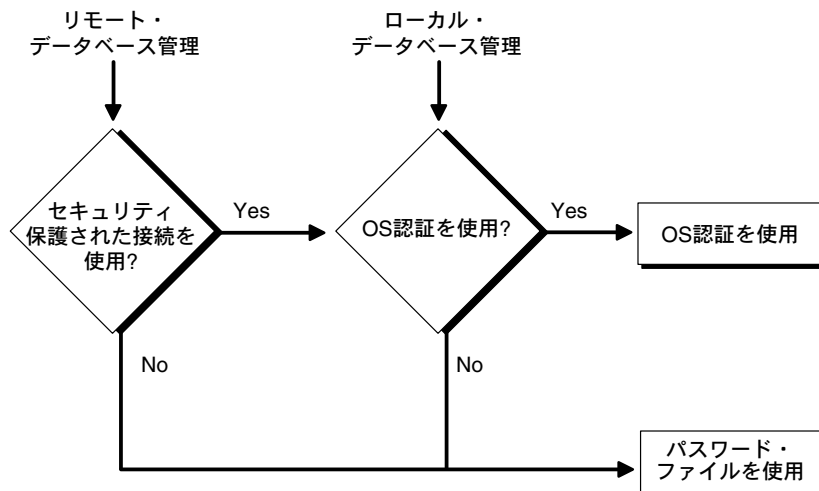 リモート・
データベース管理
ローカル・
データベース管理
セキュリティ
保護された接続を
使用?
Yes
OS認証を使用?
Yes
OS認証を使用
No
No
パスワード・
ファイルを使用